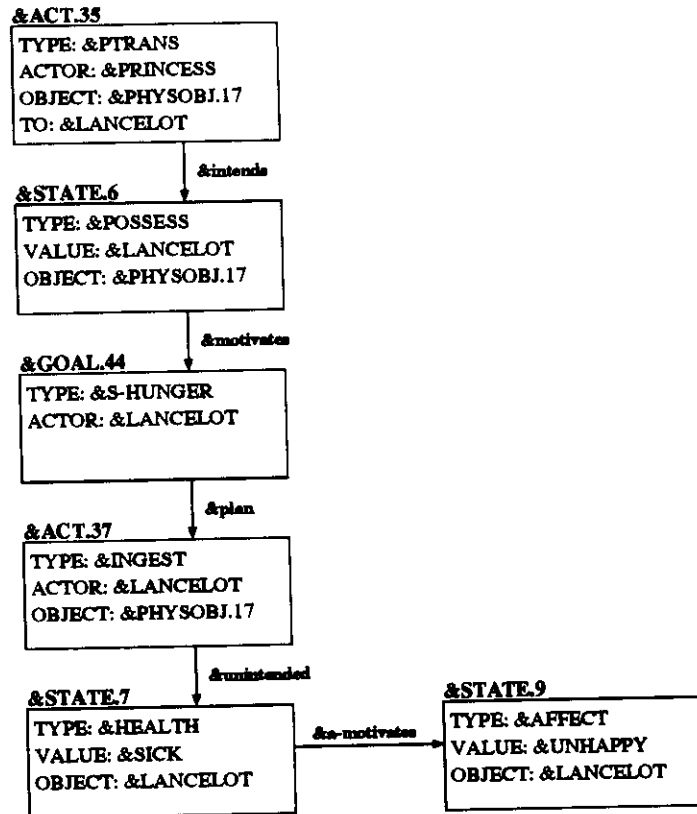 &ACT.35
TYPE: &PTRANS
ACTOR: &PRINCESS
OBJECT: &PHYSOBJ.17
TO: &LANCELOT
&intends
&STATE.6
TYPE: &POSSESS
VALUE: &LANCELOT
OBJECT: &PHYSOBJ.17
&motivates
&GOAL.44
TYPE: &S-HUNGER
ACTOR: &LANCELOT
&plan
&ACT.37
TYPE: &INGEST
ACTOR: &LANCELOT
OBJECT: &PHYSOBJ.17
&unintended
&STATE.7
TYPE: &HEALTH
VALUE: &SICK
OBJECT: &LANCELOT
&a-motivates
&STATE.9
TYPE: &AFFECT
VALUE: &UNHAPPY
OBJECT: &LANCELOT